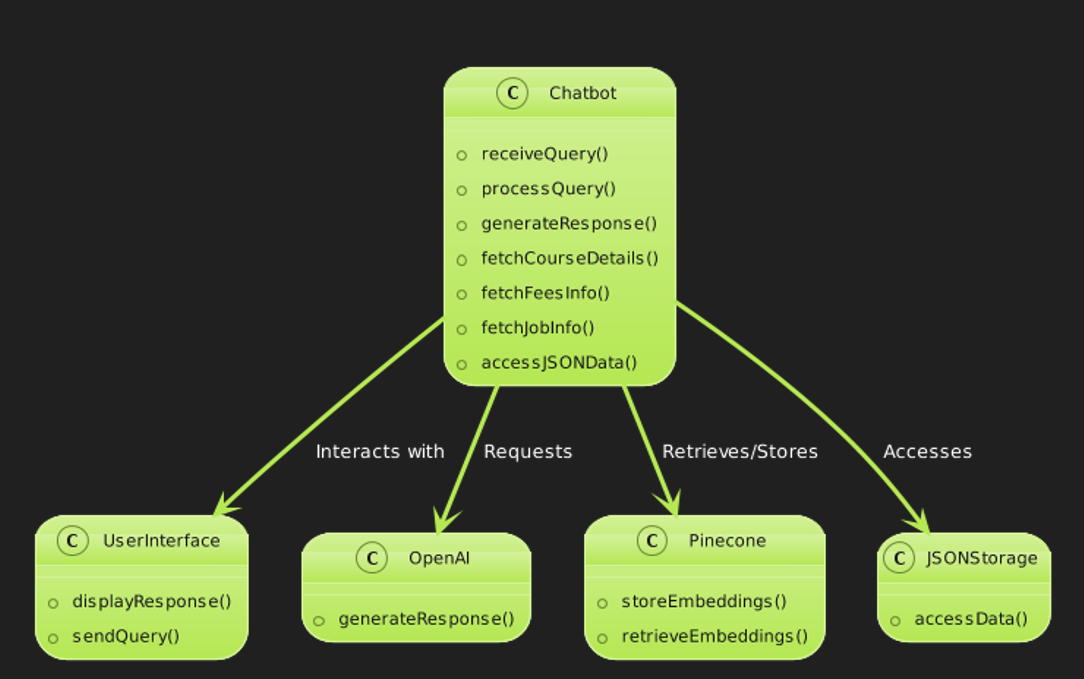 C Chatbot
receiveQuery()
processQuery()
generateResponse()
fetchCourseDetails()
fetchFeesInfo()
fetchJobInfo()
accessJSONData()
Interacts with
Requests
Retrieves/Stores
Accesses
C UserInterface
displayResponse()
sendQuery()
C OpenAI
generateResponse()
C Pinecone
storeEmbeddings()
retrieveEmbeddings()
C JSONStorage
accessData()